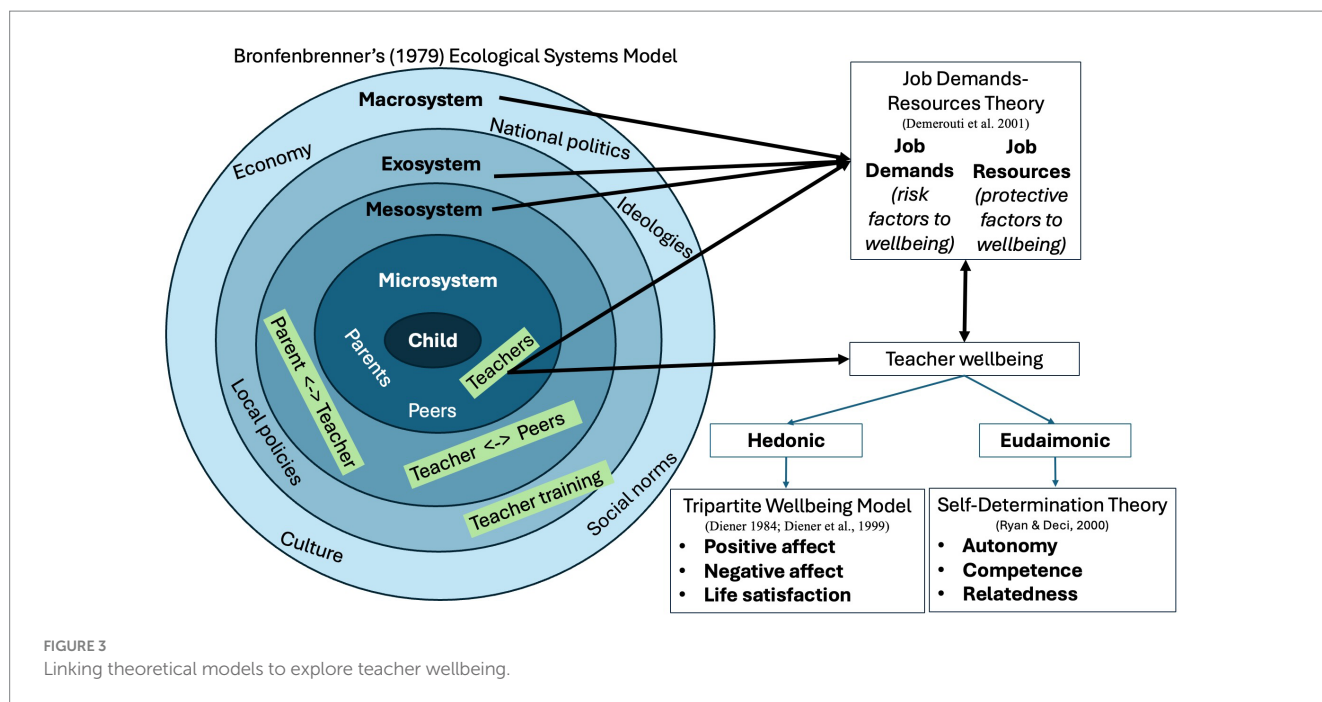 Bronfenbrenner's (1979) Ecological Systems Model
Macrosystem
National politics
Economy
Exosystem
Mesosystem
Ideologies
Microsystem
Child
Parents
Teachers
Peers
Parent <-> Teacher
Local policies
Teacher <-> Peers
Teacher training
Social norms
Culture
Job Demands-
Resources Theory
(Demerouti et al. 2001)
Job
Demands
(risk
factors to
wellbeing)
Job
Resources
(protective
factors to
wellbeing)
Teacher wellbeing
Hedonic
Eudaimonic
Tripartite Wellbeing Model
(Diener 1984; Diener et al., 1999)
• Positive affect
• Negative affect
• Life satisfaction
Self-Determination Theory
(Ryan & Deci, 2000)
• Autonomy
• Competence
• Relatedness
FIGURE 3
Linking theoretical models to explore teacher wellbeing.